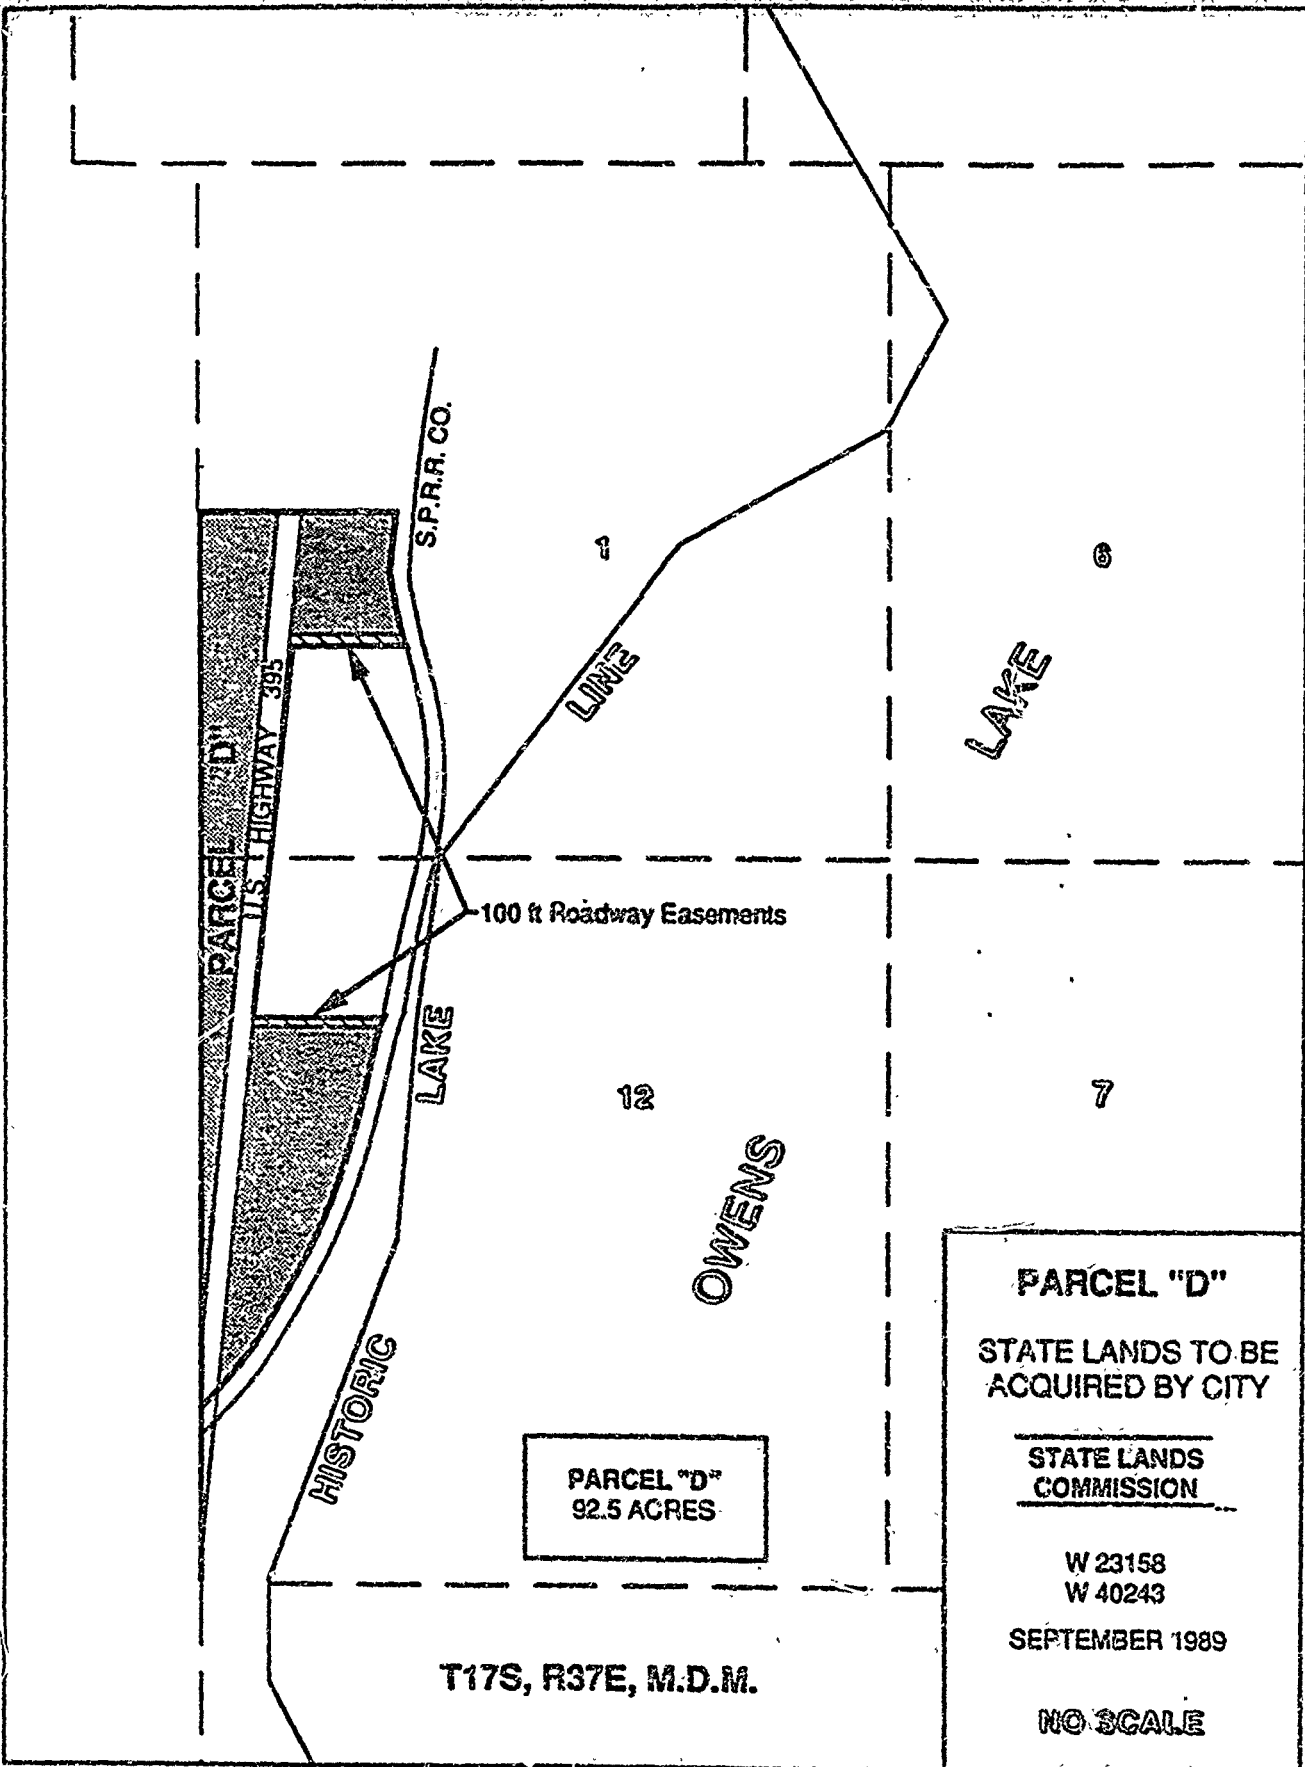 S.P.R.R. CO.
1
6
LINE
LAKE
PARCEL "D"
U.S. HIGHWAY 395
100 ft Roadway Easements
LAKE
12
7
OWENS
HISTORIC
PARCEL "D"
92.5 ACRES
T17S, R37E, M.D.M.
PARCEL "D"
STATE LANDS TO BE
ACQUIRED BY CITY
STATE LANDS
COMMISSION
W 23158
W 40243
SEPTEMBER 1989
NO SCALE